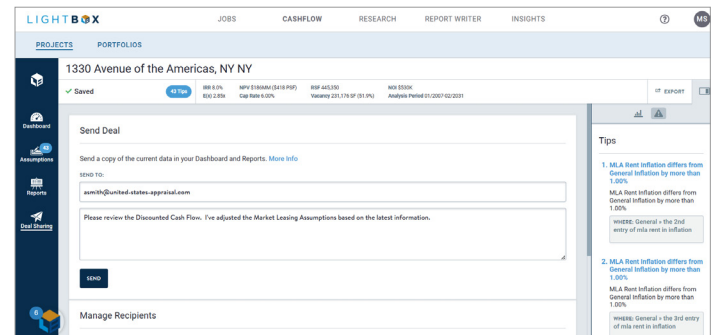 LIGHTBOX
JOBS
CASHFLOW
RESEARCH
REPORT WRITER
INSIGHTS
?
MS
PROJECTS
PORTFOLIOS
1330 Avenue of the Americas, NY NY
Saved
43 Tips
IRR 8.0%
NPV $186MM ($418 PSF)
RSF 445,350
NOI $530K
E(x) 2.85x
Cap Rate 6.00%
Vacancy 231,176 SF (51.9%)
Analysis Period 01/2007-02/2031
EXPORT
Dashboard
43
Assumptions
Reports
Deal Sharing
6
Send Deal
Send a copy of the current data in your Dashboard and Reports. More Info
SEND TO:
asmith@united-states-appraisal.com
Please review the Discounted Cash Flow. I've adjusted the Market Leasing Assumptions based on the latest information.
SEND
Manage Recipients
Tips
1. MLA Rent Inflation differs from
General Inflation by more than
1.00%
MLA Rent Inflation differs from
General Inflation by more than
1.00%
WHERE: General » the 2nd
entry of mla rent in inflation
2. MLA Rent Inflation differs from
General Inflation by more than
1.00%
MLA Rent Inflation differs from
General Inflation by more than
1.00%
WHERE: General » the 3rd entry
of mla rent in inflation